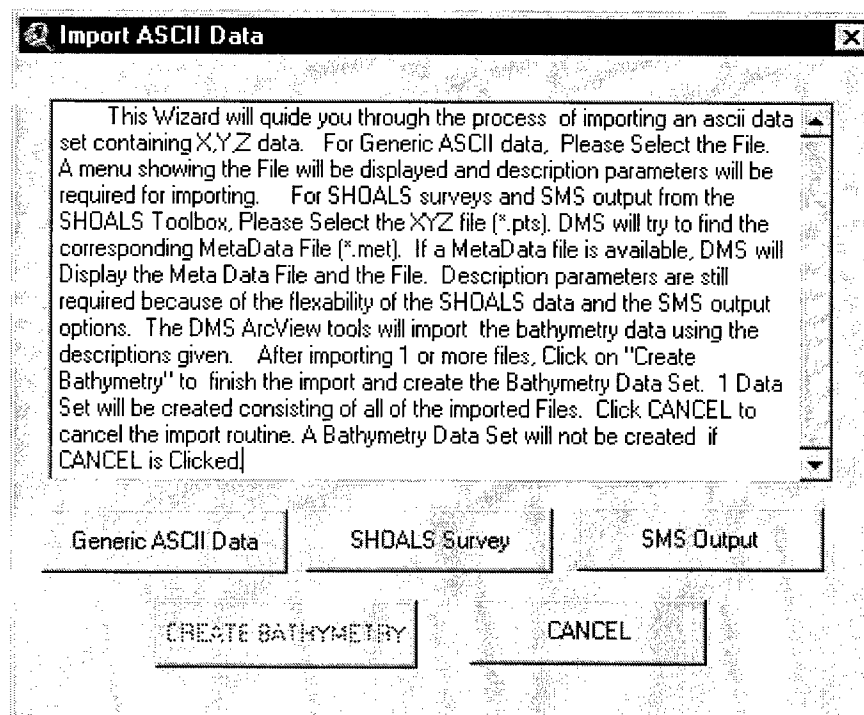 Import ASCII Data
This Wizard will quide you through the process of importing an ascii data
set containing X,Y,Z data. For Generic ASCII data, Please Select the File.
A menu showing the File will be displayed and description parameters will be
required for importing. For SHOALS surveys and SMS output from the
SHOALS Toolbox, Please Select the XYZ file (*.pts). DMS will try to find the
corresponding MetaData File (*.met). If a MetaData file is available, DMS will
Display the Meta Data File and the File. Description parameters are still
required because of the flexability of the SHOALS data and the SMS output
options. The DMS ArcView tools will import the bathymetry data using the
descriptions given. After importing 1 or more files, Click on "Create
Bathymetry" to finish the import and create the Bathymetry Data Set. 1 Data
Set will be created consisting of all of the imported Files. Click CANCEL to
cancel the import routine. A Bathymetry Data Set will not be created if
CANCEL is Clicked.
Generic ASCII Data SHOALS Survey SMS Output
CREATE BATHYMETRY CANCEL